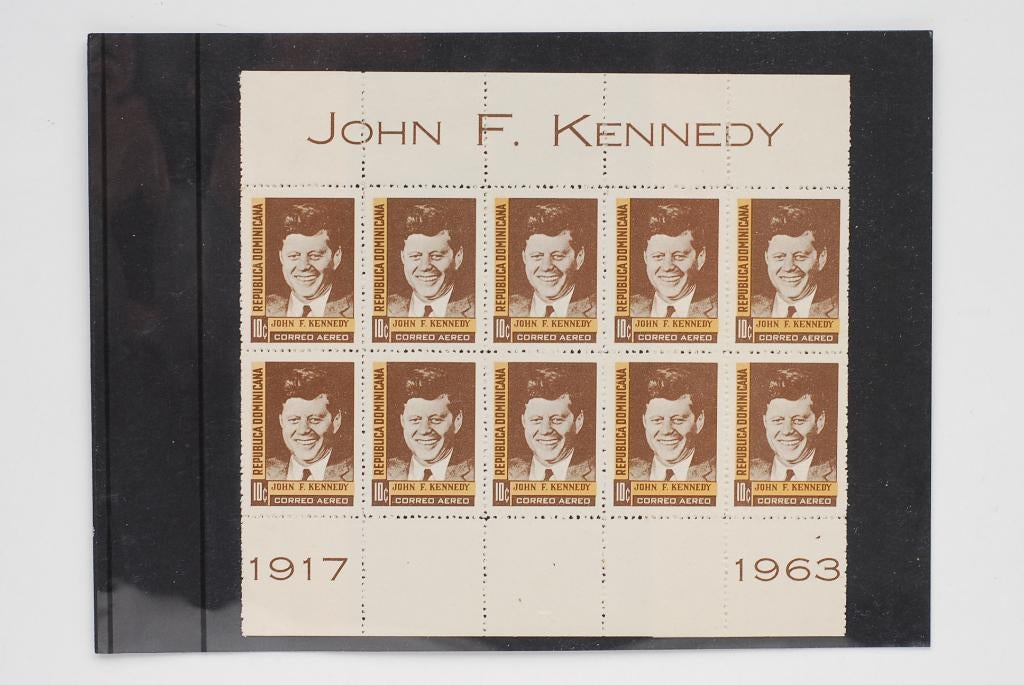 JOHN F. KENNEDY
REPUBLICA DOMINICANA
10¢ JOHN F. KENNEDY
CORREO AEREO
REPUBLICA DOMINICANA
10¢ JOHN F. KENNEDY
CORREO AEREO
REPUBLICA DOMINICANA
10¢ JOHN F. KENNEDY
CORREO AEREO
REPUBLICA DOMINICANA
10¢ JOHN F. KENNEDY
CORREO AEREO
REPUBLICA DOMINICANA
10¢ JOHN F. KENNEDY
CORREO AEREO
REPUBLICA DOMINICANA
10¢ JOHN F. KENNEDY
CORREO AEREO
REPUBLICA DOMINICANA
10¢ JOHN F. KENNEDY
CORREO AEREO
REPUBLICA DOMINICANA
10¢ JOHN F. KENNEDY
CORREO AEREO
REPUBLICA DOMINICANA
10¢ JOHN F. KENNEDY
CORREO AEREO
REPUBLICA DOMINICANA
10¢ JOHN F. KENNEDY
CORREO AEREO
1917 1963